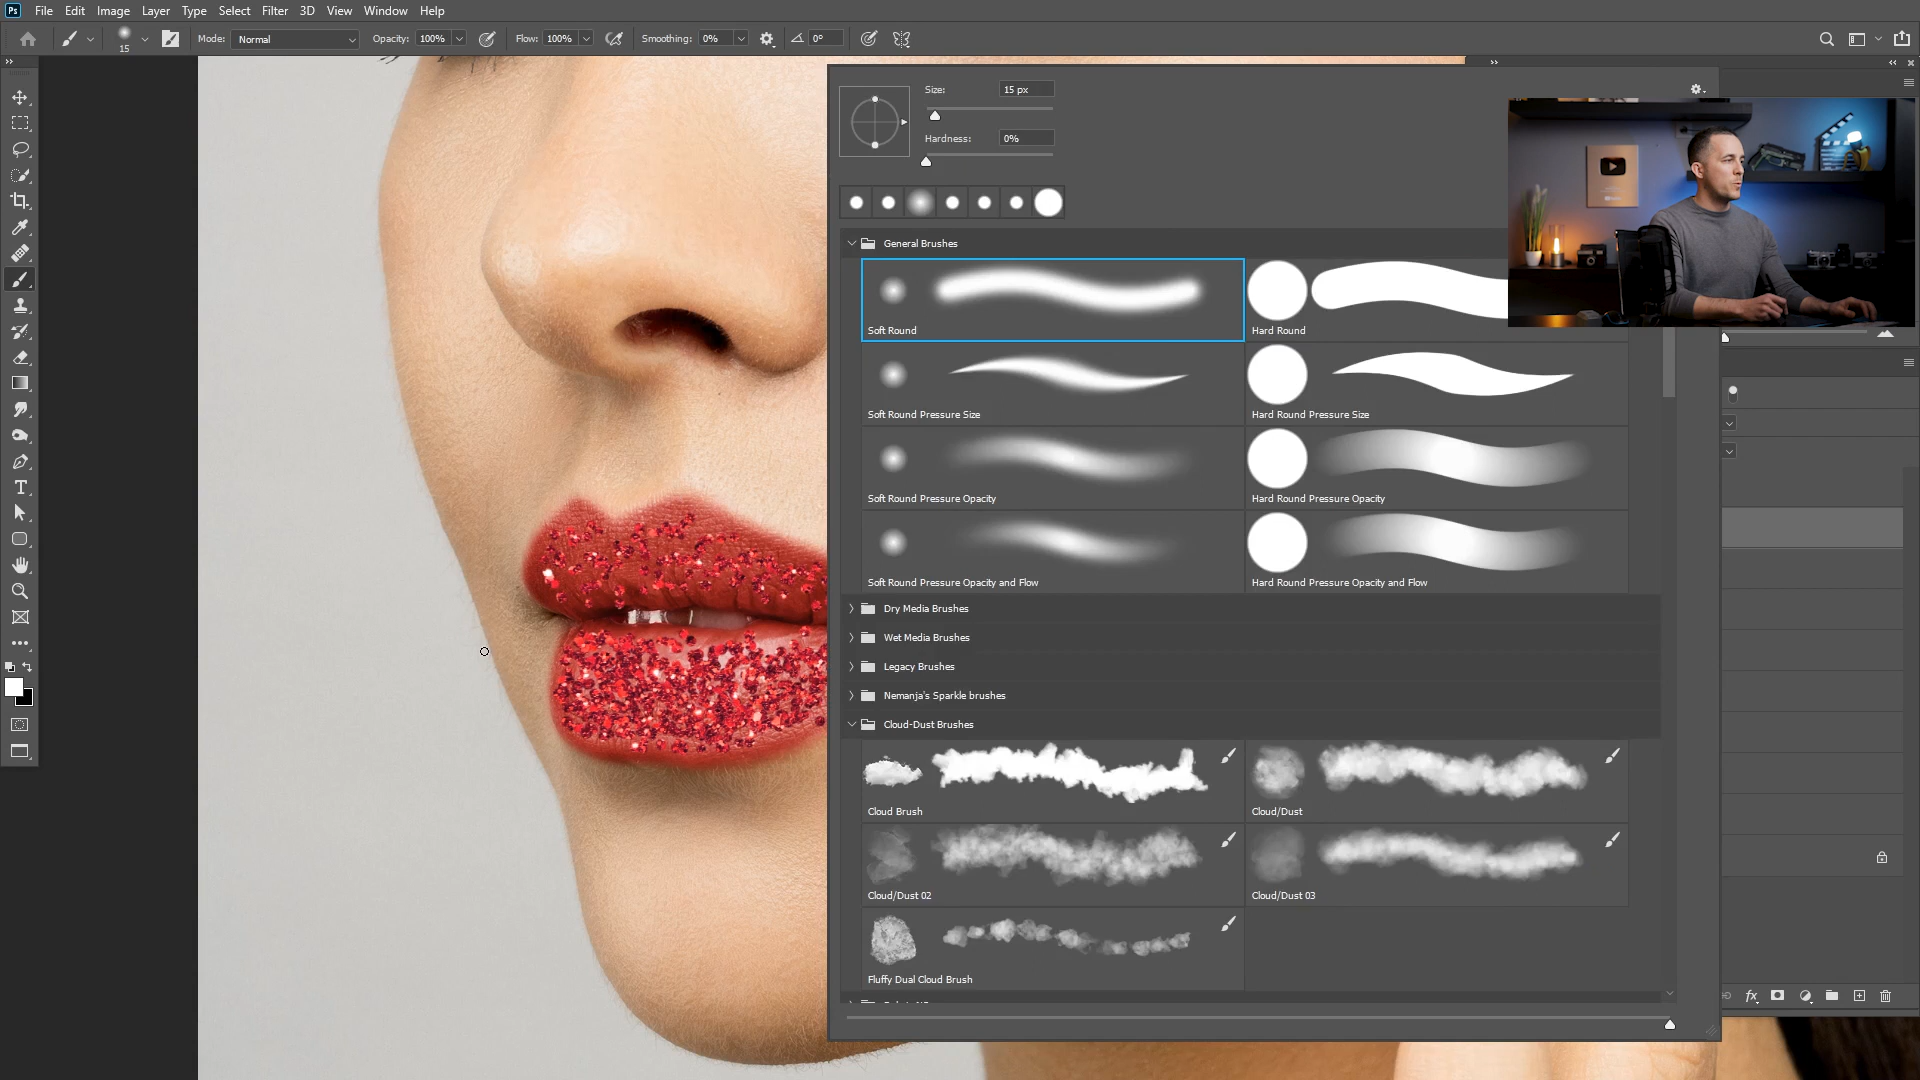 Ps File Edit Image Layer Type Select Filter 3D View Window Help
15 Mode: Normal Opacity: 100% Flow: 100% Smoothing: 0% 0°
Size: 15 px
Hardness: 0%
General Brushes
Soft Round Hard Round
Soft Round Pressure Size Hard Round Pressure Size
Soft Round Pressure Opacity Hard Round Pressure Opacity
Soft Round Pressure Opacity and Flow Hard Round Pressure Opacity and Flow
Dry Media Brushes
Wet Media Brushes
Legacy Brushes
Nemanja's Sparkle brushes
Cloud-Dust Brushes
Cloud Brush Cloud/Dust
Cloud/Dust 02 Cloud/Dust 03
Fluffy Dual Cloud Brush
fx